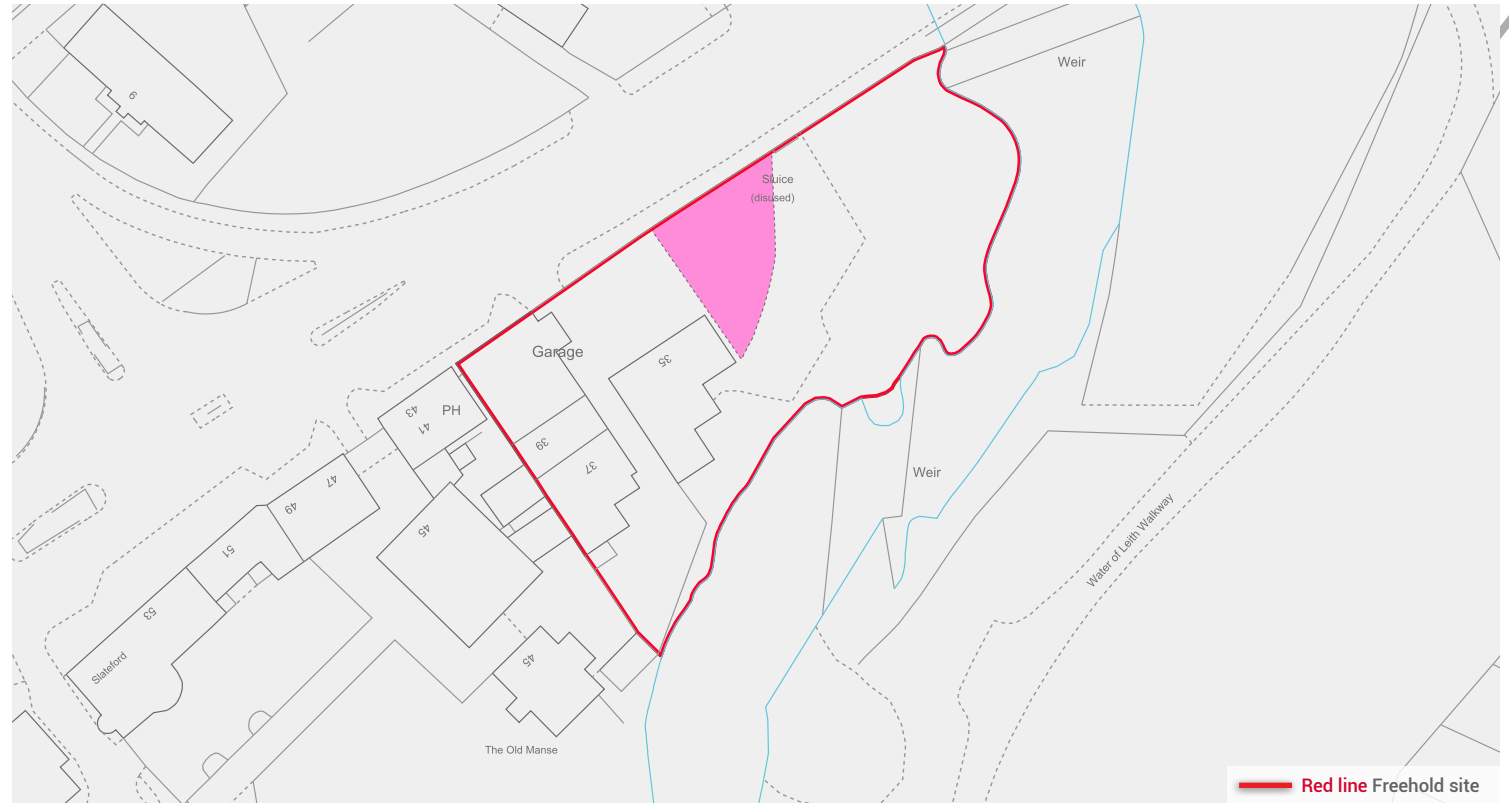 9
Weir
Sluice
(disused)
Garage
35
43
PH
41
39
37
47
49
45
Weir
51
Water of Leith Walkway
53
Slateford
45
The Old Manse
Red line Freehold site